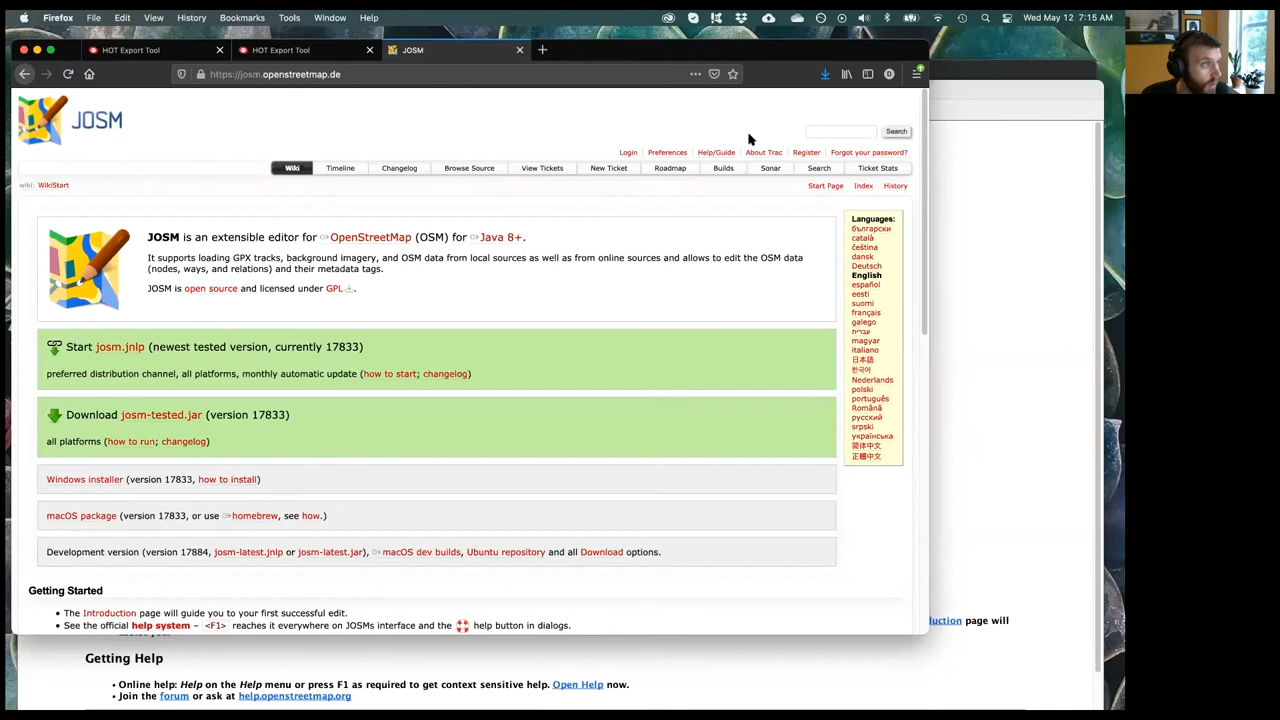 Firefox File Edit View History Bookmarks Tools Window Help Wed May 12 7:15 AM
HOT Export Tool HOT Export Tool JOSM
https://josm.openstreetmap.de
JOSM
Search
Login Preferences Help/Guide About Trac Register Forgot your password?
Wiki Timeline Changelog Browse Source View Tickets New Ticket Roadmap Builds Sonar Search Ticket Stats
wiki: WikiStart Start Page Index History
JOSM is an extensible editor for OpenStreetMap (OSM) for Java 8+.
It supports loading GPX tracks, background imagery, and OSM data from local sources as well as from online sources and allows to edit the OSM data
(nodes, ways, and relations) and their metadata tags.
JOSM is open source and licensed under GPL.
Start josm.jnlp (newest tested version, currently 17833)
preferred distribution channel, all platforms, monthly automatic update (how to start; changelog)
Download josm-tested.jar (version 17833)
all platforms (how to run; changelog)
Windows installer (version 17833, how to install)
macOS package (version 17833, or use homebrew, see how.)
Development version (version 17884, josm-latest.jnlp or josm-latest.jar), macOS dev builds, Ubuntu repository and all Download options.
Languages:
български
català
čeština
dansk
Deutsch
English
español
eesti
suomi
français
galego
עברית
magyar
italiano
日本語
한국어
Nederlands
polski
português
Română
русский
srpski
українська
简体中文
正體中文
Getting Started
• The Introduction page will guide you to your first successful edit.
• See the official help system – <F1> reaches it everywhere on JOSMs interface and the help button in dialogs.
page will
Getting Help
• Online help: Help on the Help menu or press F1 as required to get context sensitive help. Open Help now.
• Join the forum or ask at help.openstreetmap.org